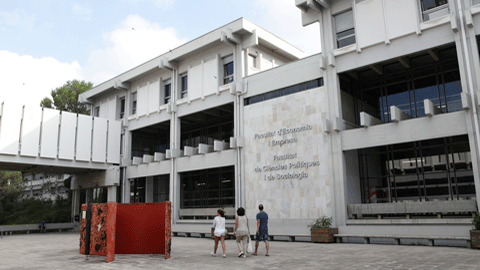 Facultat d'Economia
i Empresa
Facultat
de Ciències Polítiques
i de Sociologia